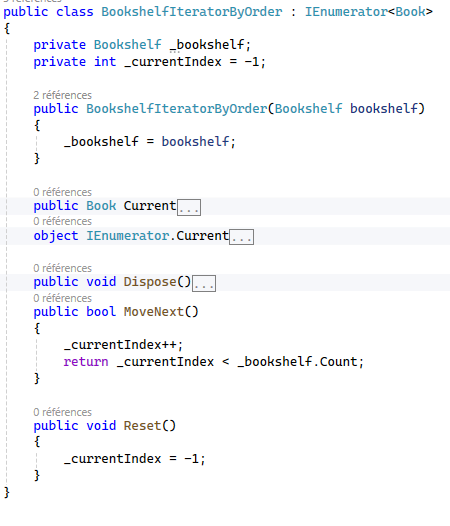 public class BookshelfIteratorByOrder : IEnumerator<Book>
{
private Bookshelf _bookshelf;
private int _currentIndex = -1;
2 références
public BookshelfIteratorByOrder(Bookshelf bookshelf)
{
_bookshelf = bookshelf;
}
0 références
public Book Current...
0 références
object IEnumerator.Current...
0 références
public void Dispose()...
0 références
public bool MoveNext()
{
_currentIndex++;
return _currentIndex < _bookshelf.Count;
}
0 références
public void Reset()
{
_currentIndex = -1;
}
}